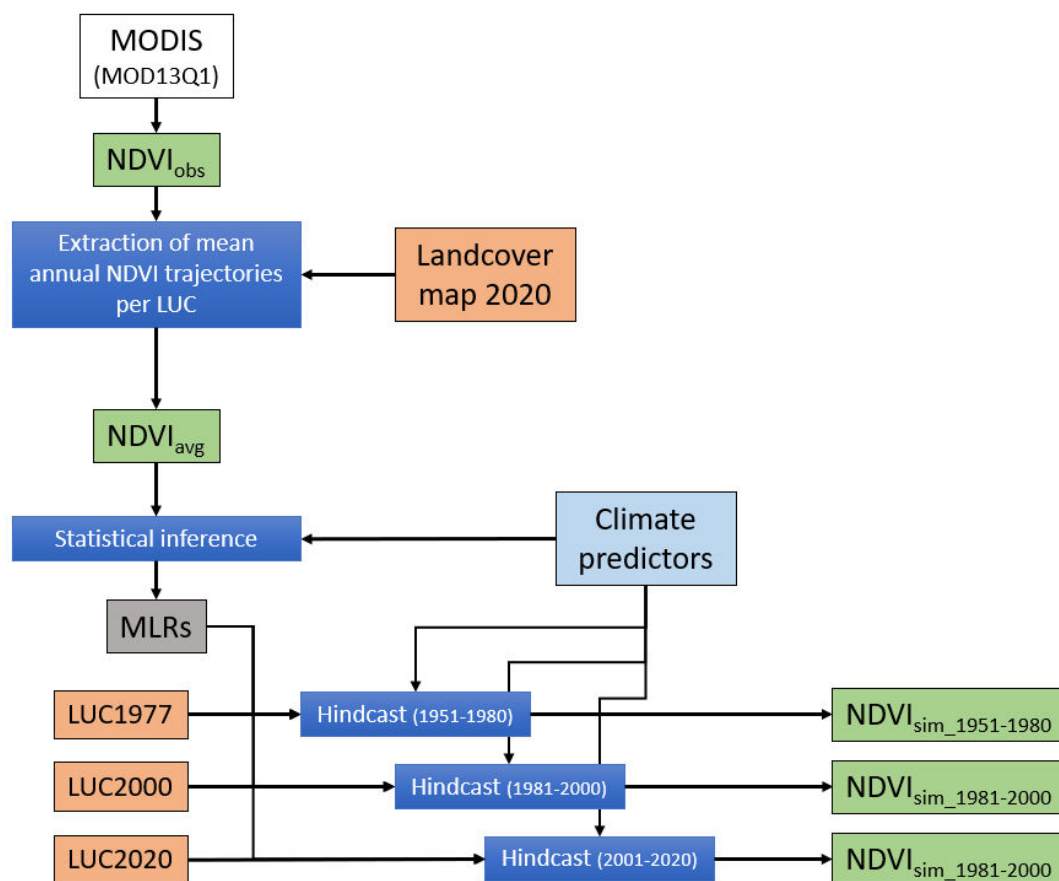 MODIS
(MOD13Q1)
NDVIobs
Extraction of mean
annual NDVI trajectories
per LUC
Landcover
map 2020
NDVIavg
Statistical inference
Climate
predictors
MLRs
LUC1977
Hindcast (1951-1980)
NDVIsim_1951-1980
LUC2000
Hindcast (1981-2000)
NDVIsim_1981-2000
LUC2020
Hindcast (2001-2020)
NDVIsim_1981-2000